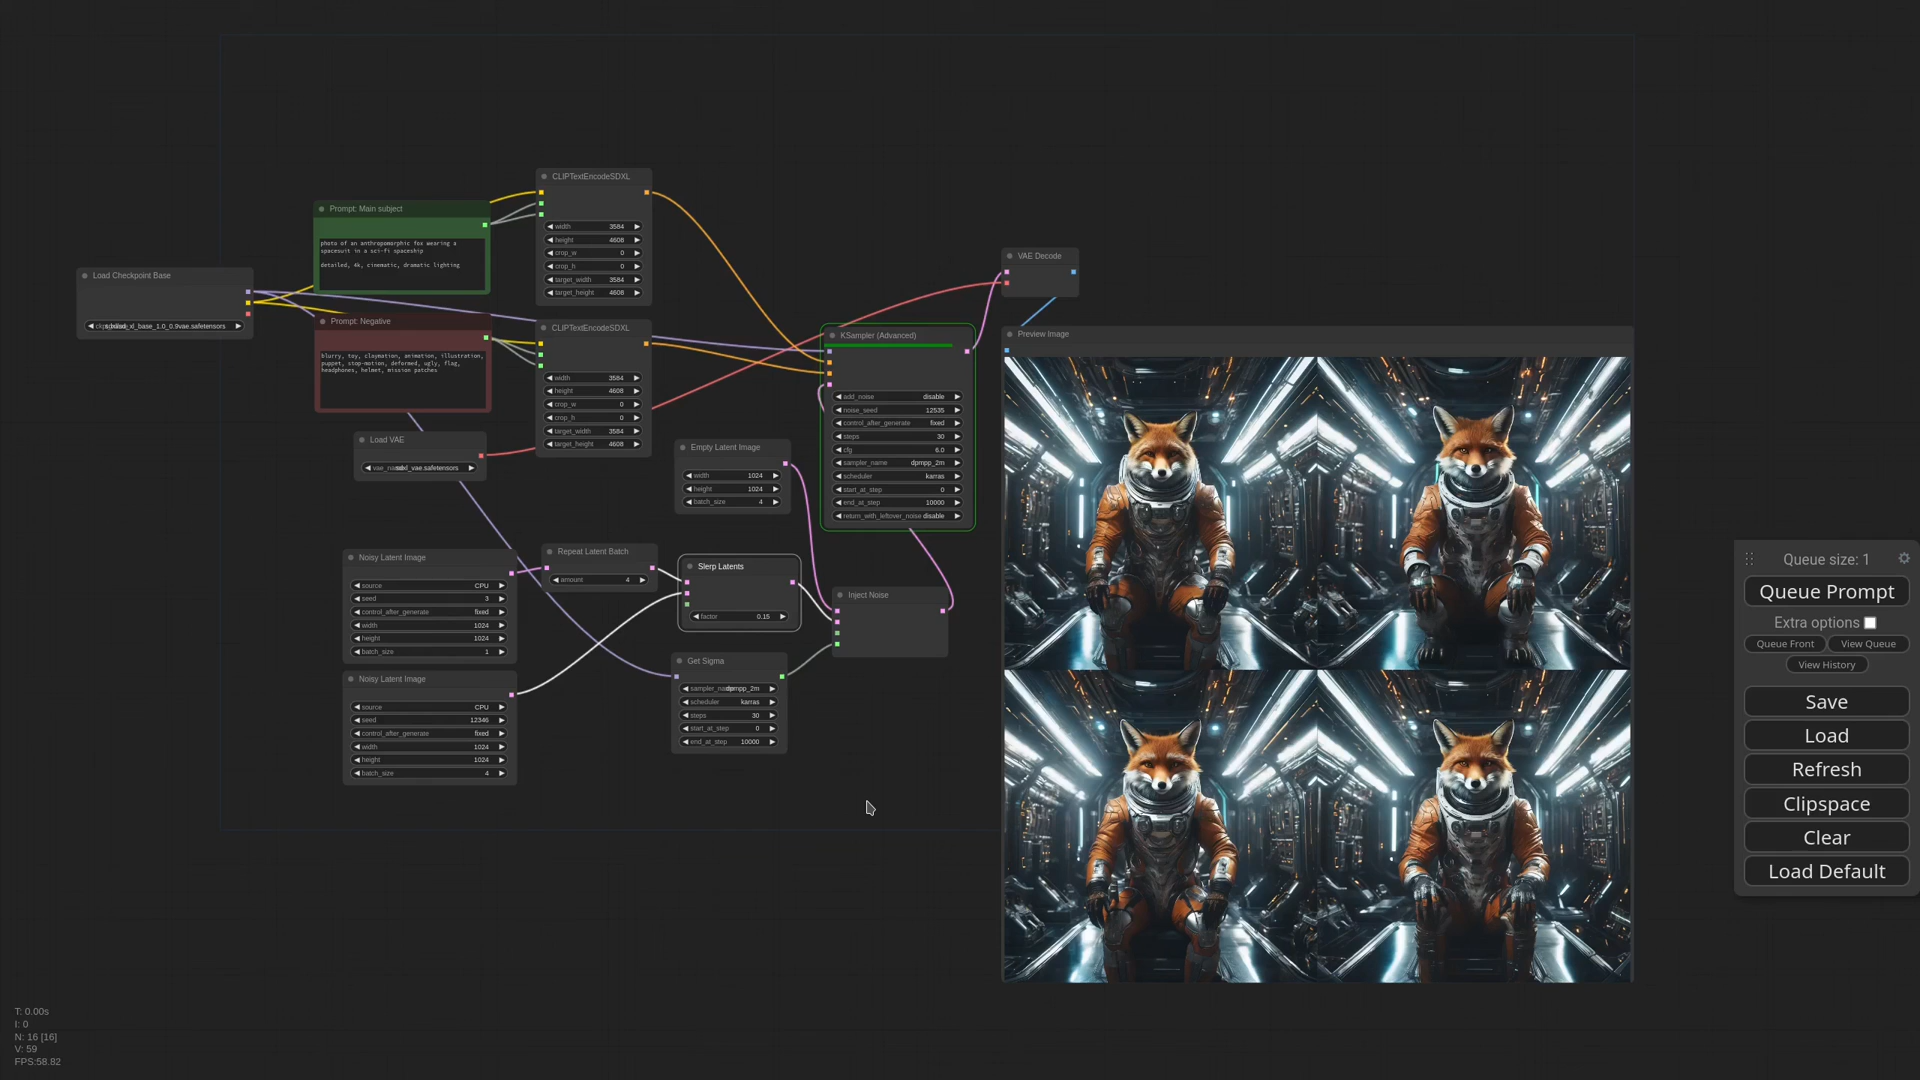 Load Checkpoint Base
sdxl_xl_base_1.0_0.9vae.safetensors
Prompt: Main subject
photo of an anthropomorphic fox wearing a
spacesuit in a sci-fi spaceship
detailed, 4k, cinematic, dramatic lighting
Prompt: Negative
blurry, toy, claymation, animation, illustration,
puppet, stop-motion, deformed, ugly, flag,
headphones, helmet, mission patches
Load VAE
sdxl_vae.safetensors
CLIPTextEncodeSDXL
width 3584
height 4608
crop_w 0
crop_h 0
target_width 3584
target_height 4608
CLIPTextEncodeSDXL
width 3584
height 4608
crop_w 0
crop_h 0
target_width 3584
target_height 4608
Empty Latent Image
width 1024
height 1024
batch_size 4
KSampler (Advanced)
add_noise disable
noise_seed 12535
control_after_generate fixed
steps 30
cfg 6.0
sampler_name dpmpp_2m
scheduler karras
start_at_step 0
end_at_step 10000
return_with_leftover_noise disable
VAE Decode
Preview Image
Noisy Latent Image
source CPU
seed 3
control_after_generate fixed
width 1024
height 1024
batch_size 1
Noisy Latent Image
source CPU
seed 12346
control_after_generate fixed
width 1024
height 1024
batch_size 4
Repeat Latent Batch
amount 4
Slerp Latents
factor 0.15
Get Sigma
dpmpp_2m
scheduler karras
steps 30
start_at_step 0
end_at_step 10000
Inject Noise
Queue size: 1
Queue Prompt
Extra options
Queue Front View Queue
View History
Save
Load
Refresh
Clipspace
Clear
Load Default
T: 0.00s
I: 0
N: 16 [16]
V: 59
FPS:58.82